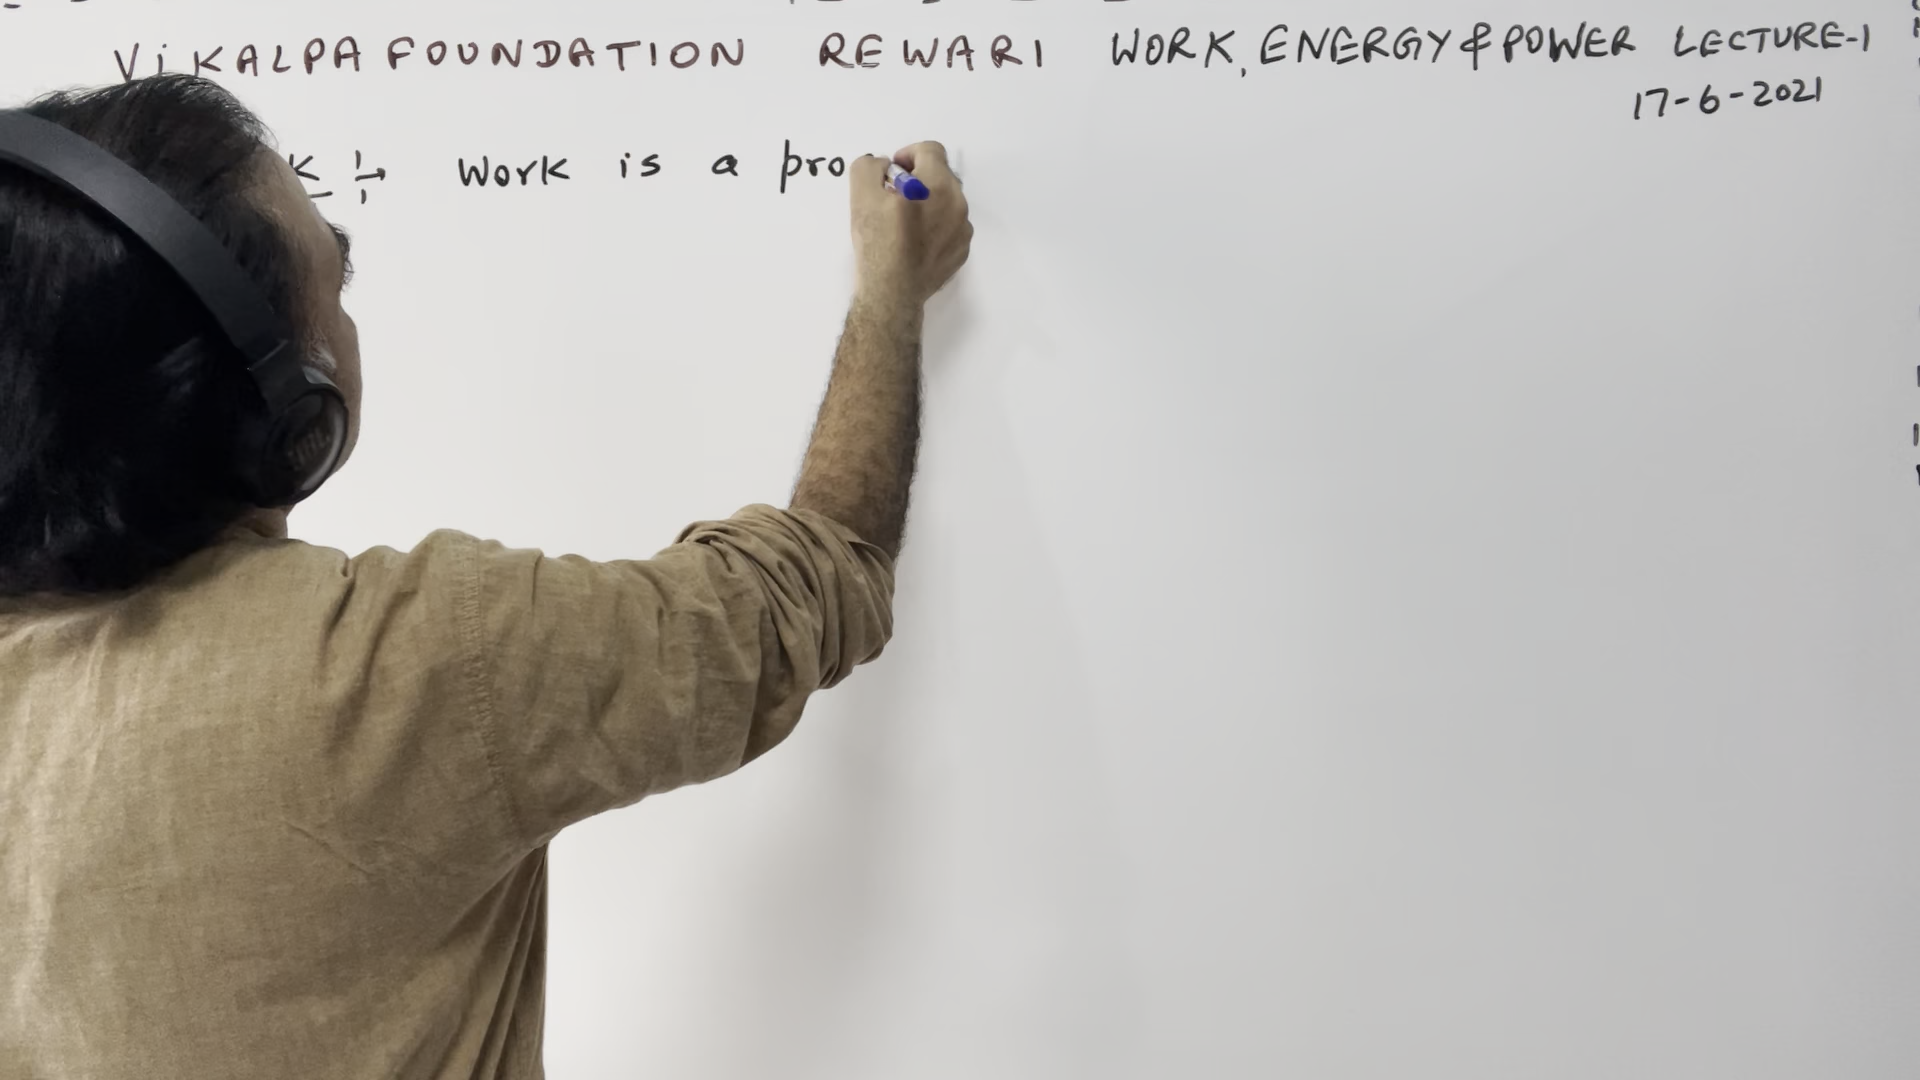 ViKALPA FOUNDATION REWARI WORK, ENERGY & POWER LECTURE-1
17-6-2021
Work is a pro